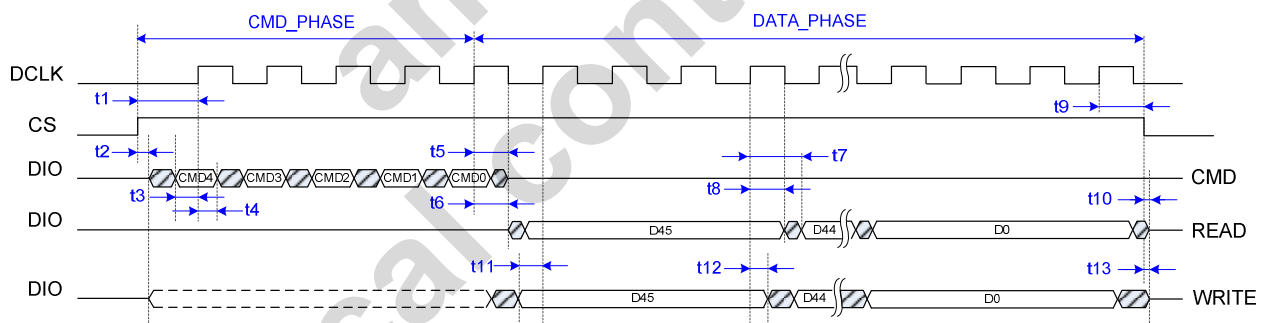 CMD_PHASE DATA_PHASE
DCLK
t1 t9
CS
t2 t5 t7
DIO CMD4 CMD3 CMD2 CMD1 CMD0 CMD
t8
t3 t4 t6 t10
DIO D45 D44 D0 READ
t11 t12 t13
DIO D45 D44 D0 WRITE